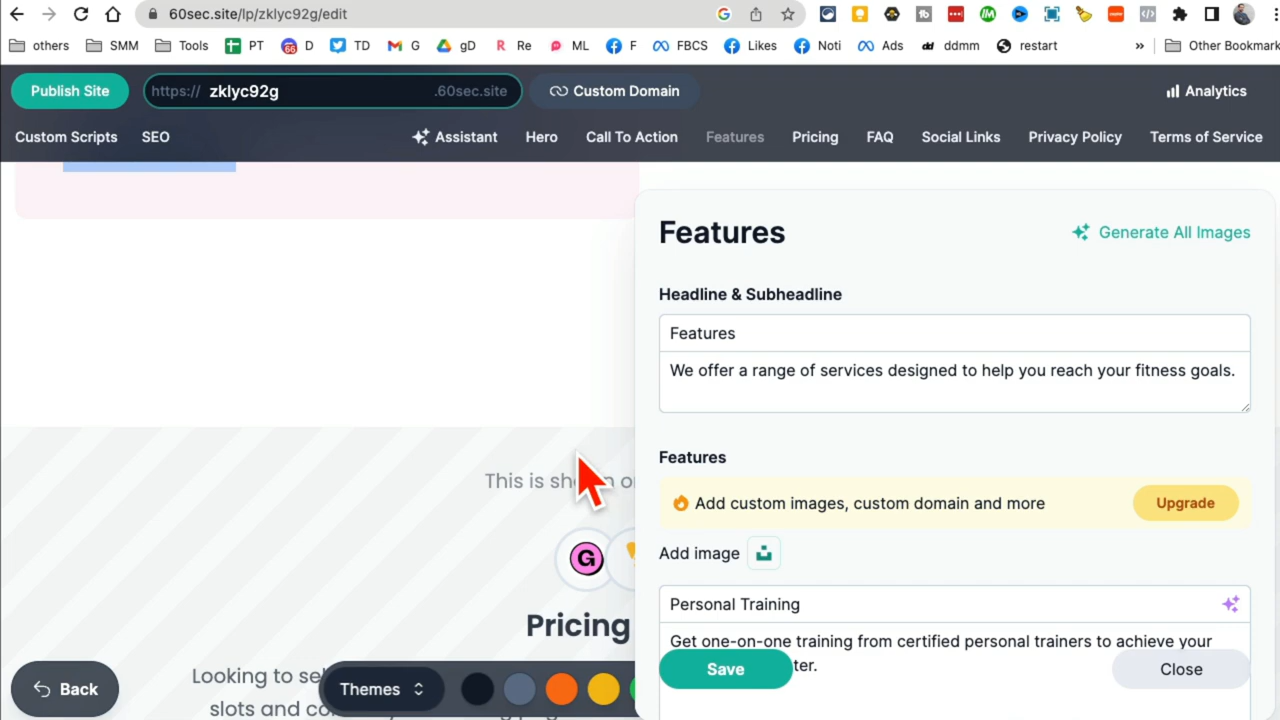 60sec.site/lp/zklyc92g/edit
others SMM Tools PT D TD G gD Re ML F FBCS Likes Noti Ads ddmm restart » Other Bookmark
Publish Site https:// zklyc92g .60sec.site Custom Domain Analytics
Custom Scripts SEO Assistant Hero Call To Action Features Pricing FAQ Social Links Privacy Policy Terms of Service
Features Generate All Images
Headline & Subheadline
Features
We offer a range of services designed to help you reach your fitness goals.
Features
This is sh
Add custom images, custom domain and more Upgrade
Add image
G
Personal Training
Pricing
Get one-on-one training from certified personal trainers to achieve your
ter.
Save Close
Looking to se
Back Themes
slots and co